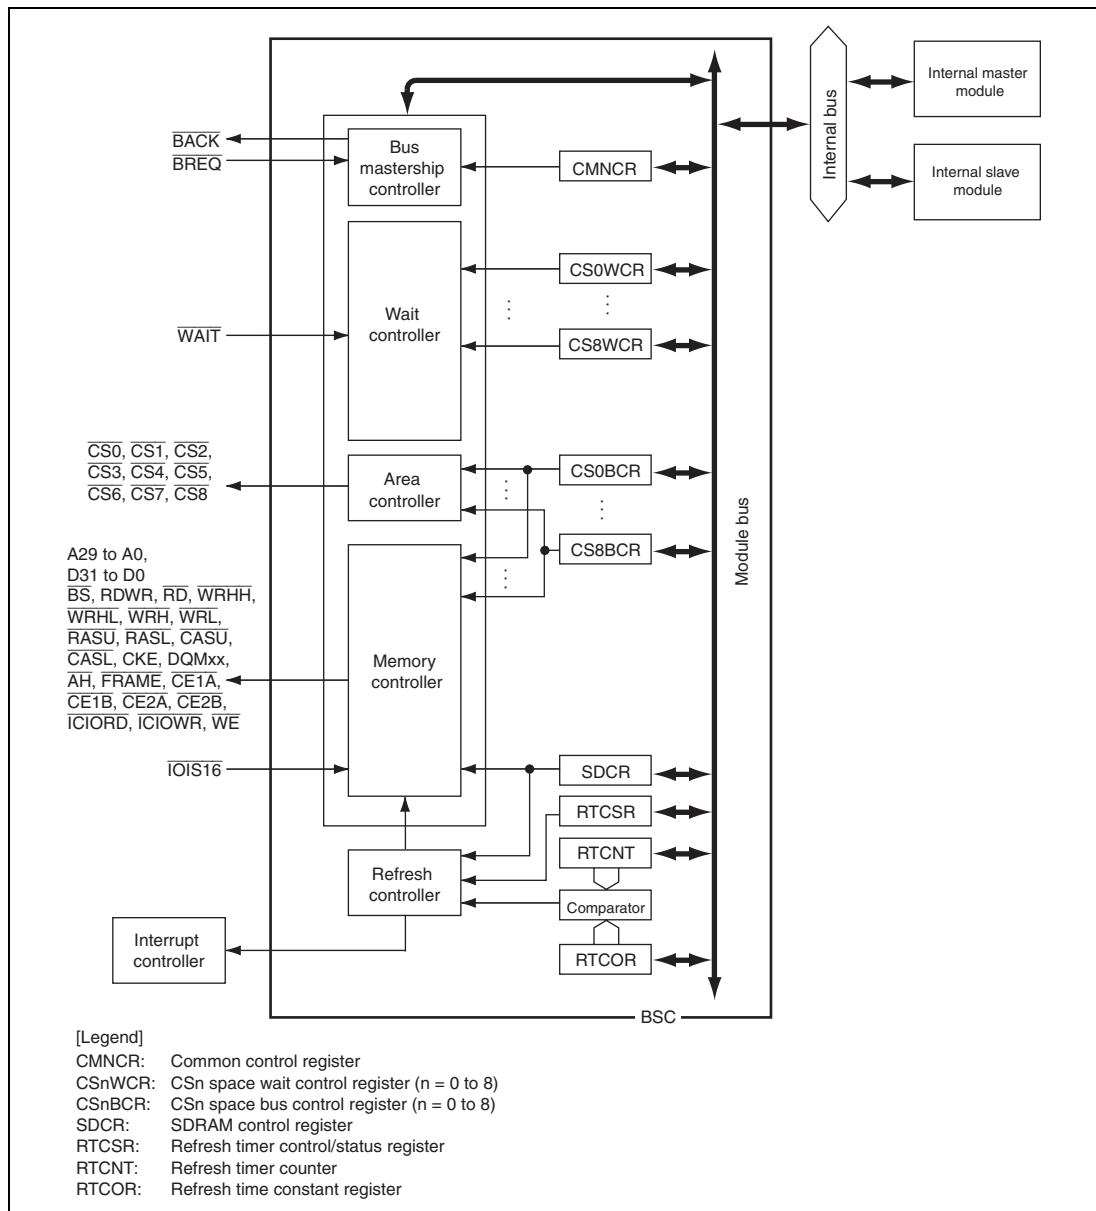 BACK
BREQ
Bus
mastership
controller
CMNCR
Internal bus
Internal master
module
Internal slave
module
WAIT
Wait
controller
CS0WCR
CS8WCR
CS0, CS1, CS2,
CS3, CS4, CS5,
CS6, CS7, CS8
Area
controller
CS0BCR
CS8BCR
Module bus
A29 to A0,
D31 to D0
BS, RDWR, RD, WRHH,
WRHL, WRH, WRL,
RASU, RASL, CASU,
CASL, CKE, DQMxx,
AH, FRAME, CE1A,
CE1B, CE2A, CE2B,
ICIORD, ICIOWR, WE
Memory
controller
IOIS16
SDCR
RTCSR
RTCNT
Comparator
RTCOR
Refresh
controller
Interrupt
controller
BSC
[Legend]
CMNCR: Common control register
CSnWCR: CSn space wait control register (n = 0 to 8)
CSnBCR: CSn space bus control register (n = 0 to 8)
SDCR: SDRAM control register
RTCSR: Refresh timer control/status register
RTCNT: Refresh timer counter
RTCOR: Refresh time constant register